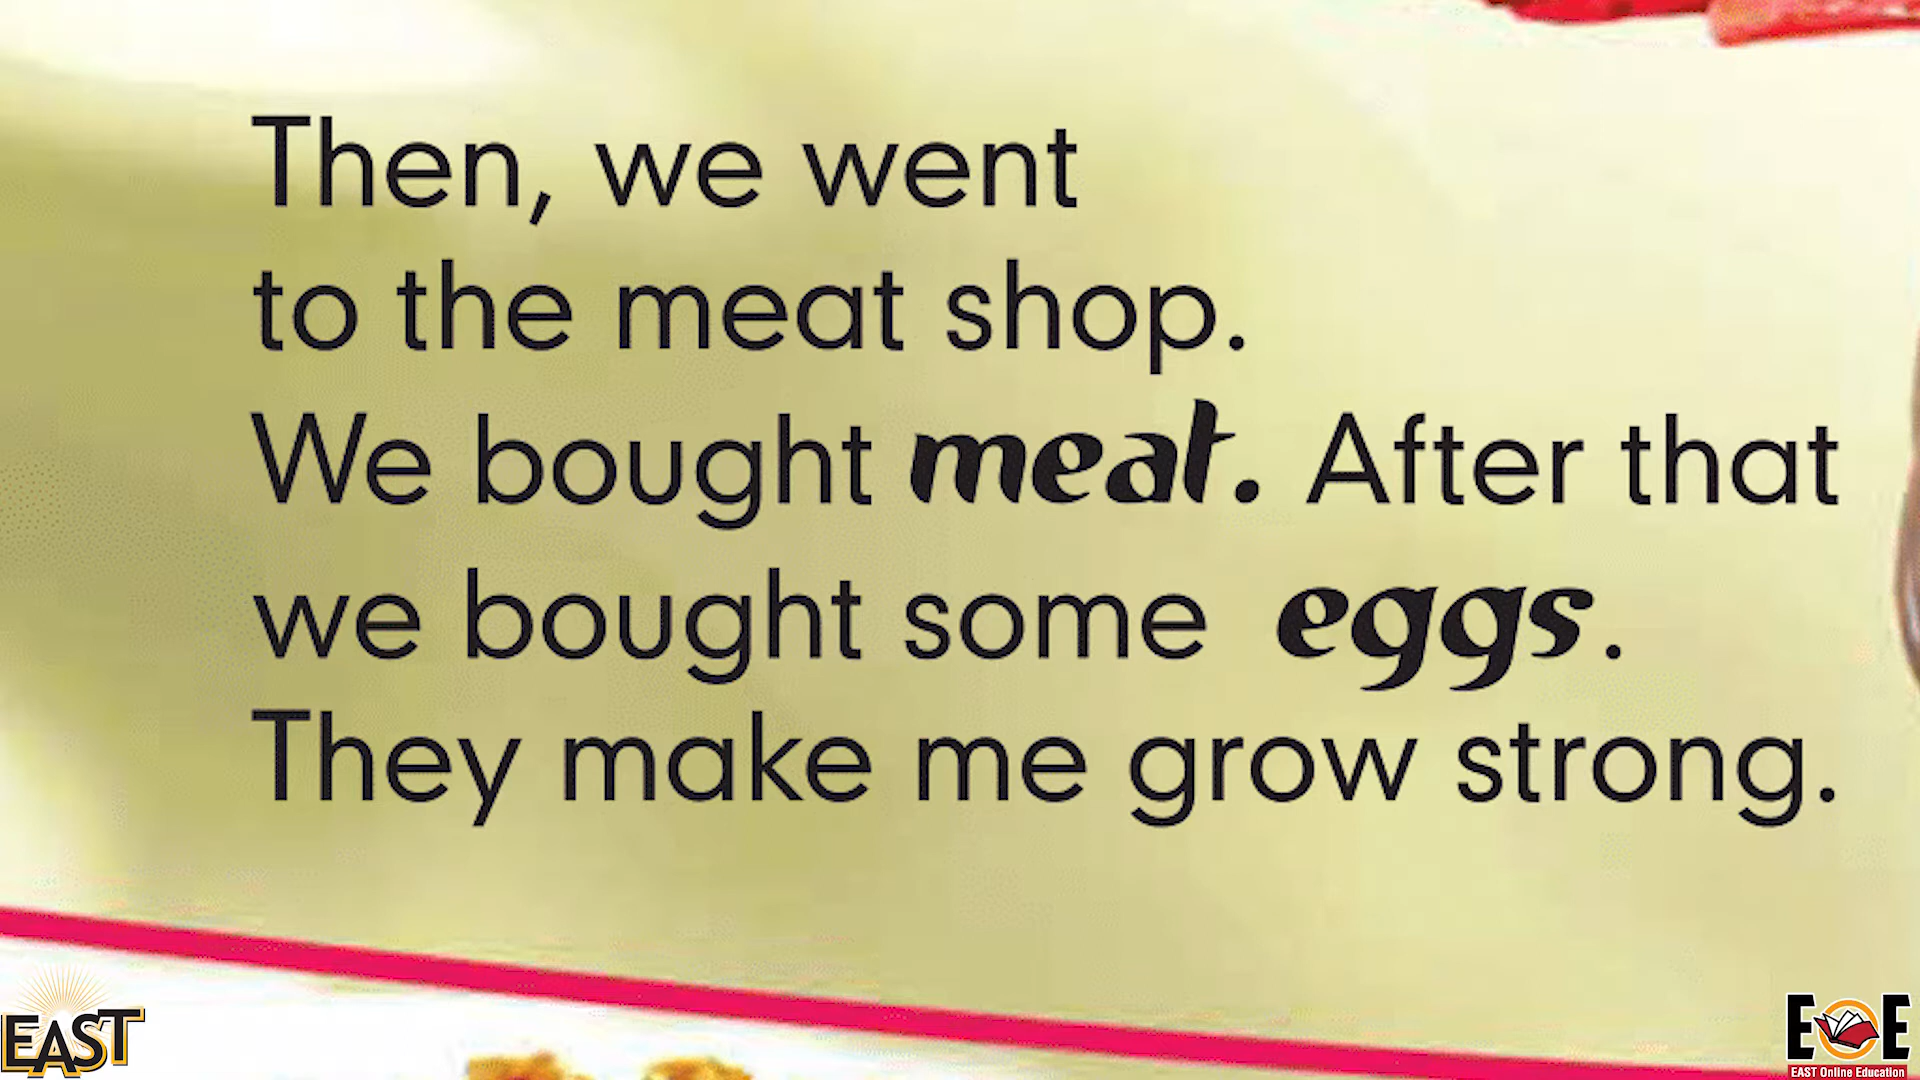 Then, we went
to the meat shop.
We bought meat. After that
we bought some eggs.
They make me grow strong.
EAST
EOE
EAST Online Education